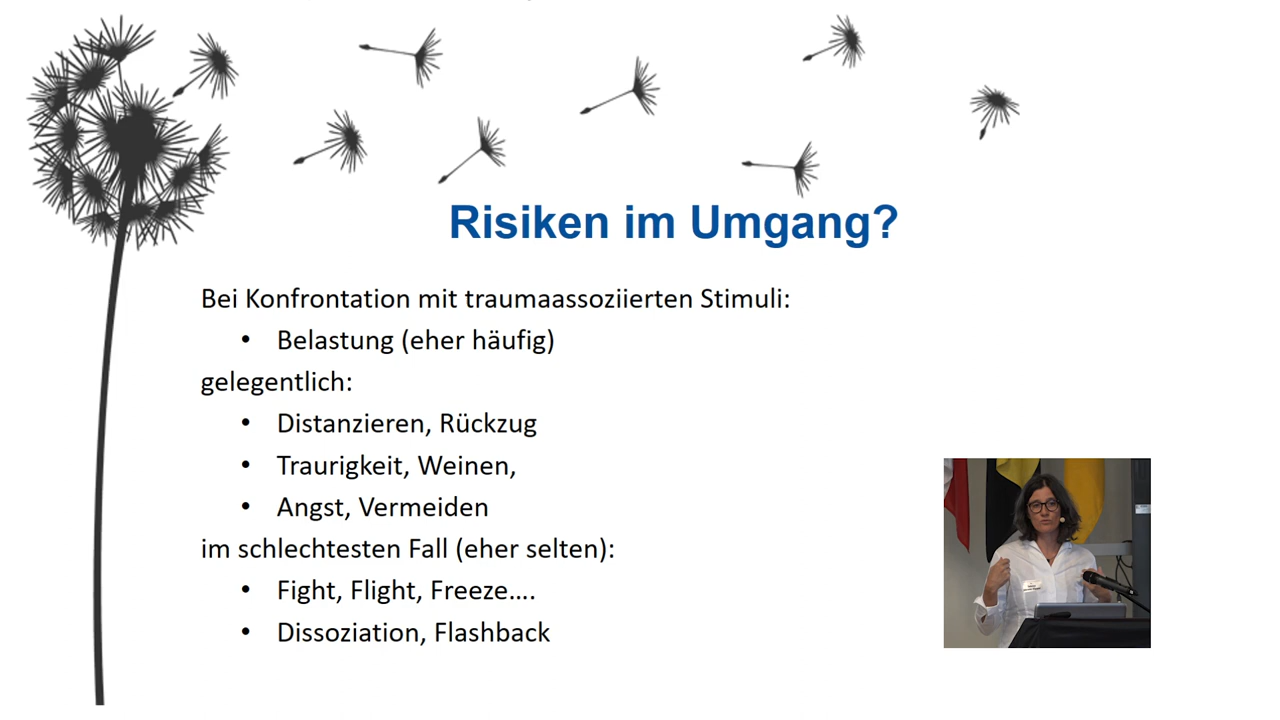 Risiken im Umgang?
Bei Konfrontation mit traumaassoziierten Stimuli:
• Belastung (eher häufig)
gelegentlich:
• Distanzieren, Rückzug
• Traurigkeit, Weinen,
• Angst, Vermeiden
im schlechtesten Fall (eher selten):
• Fight, Flight, Freeze….
• Dissoziation, Flashback